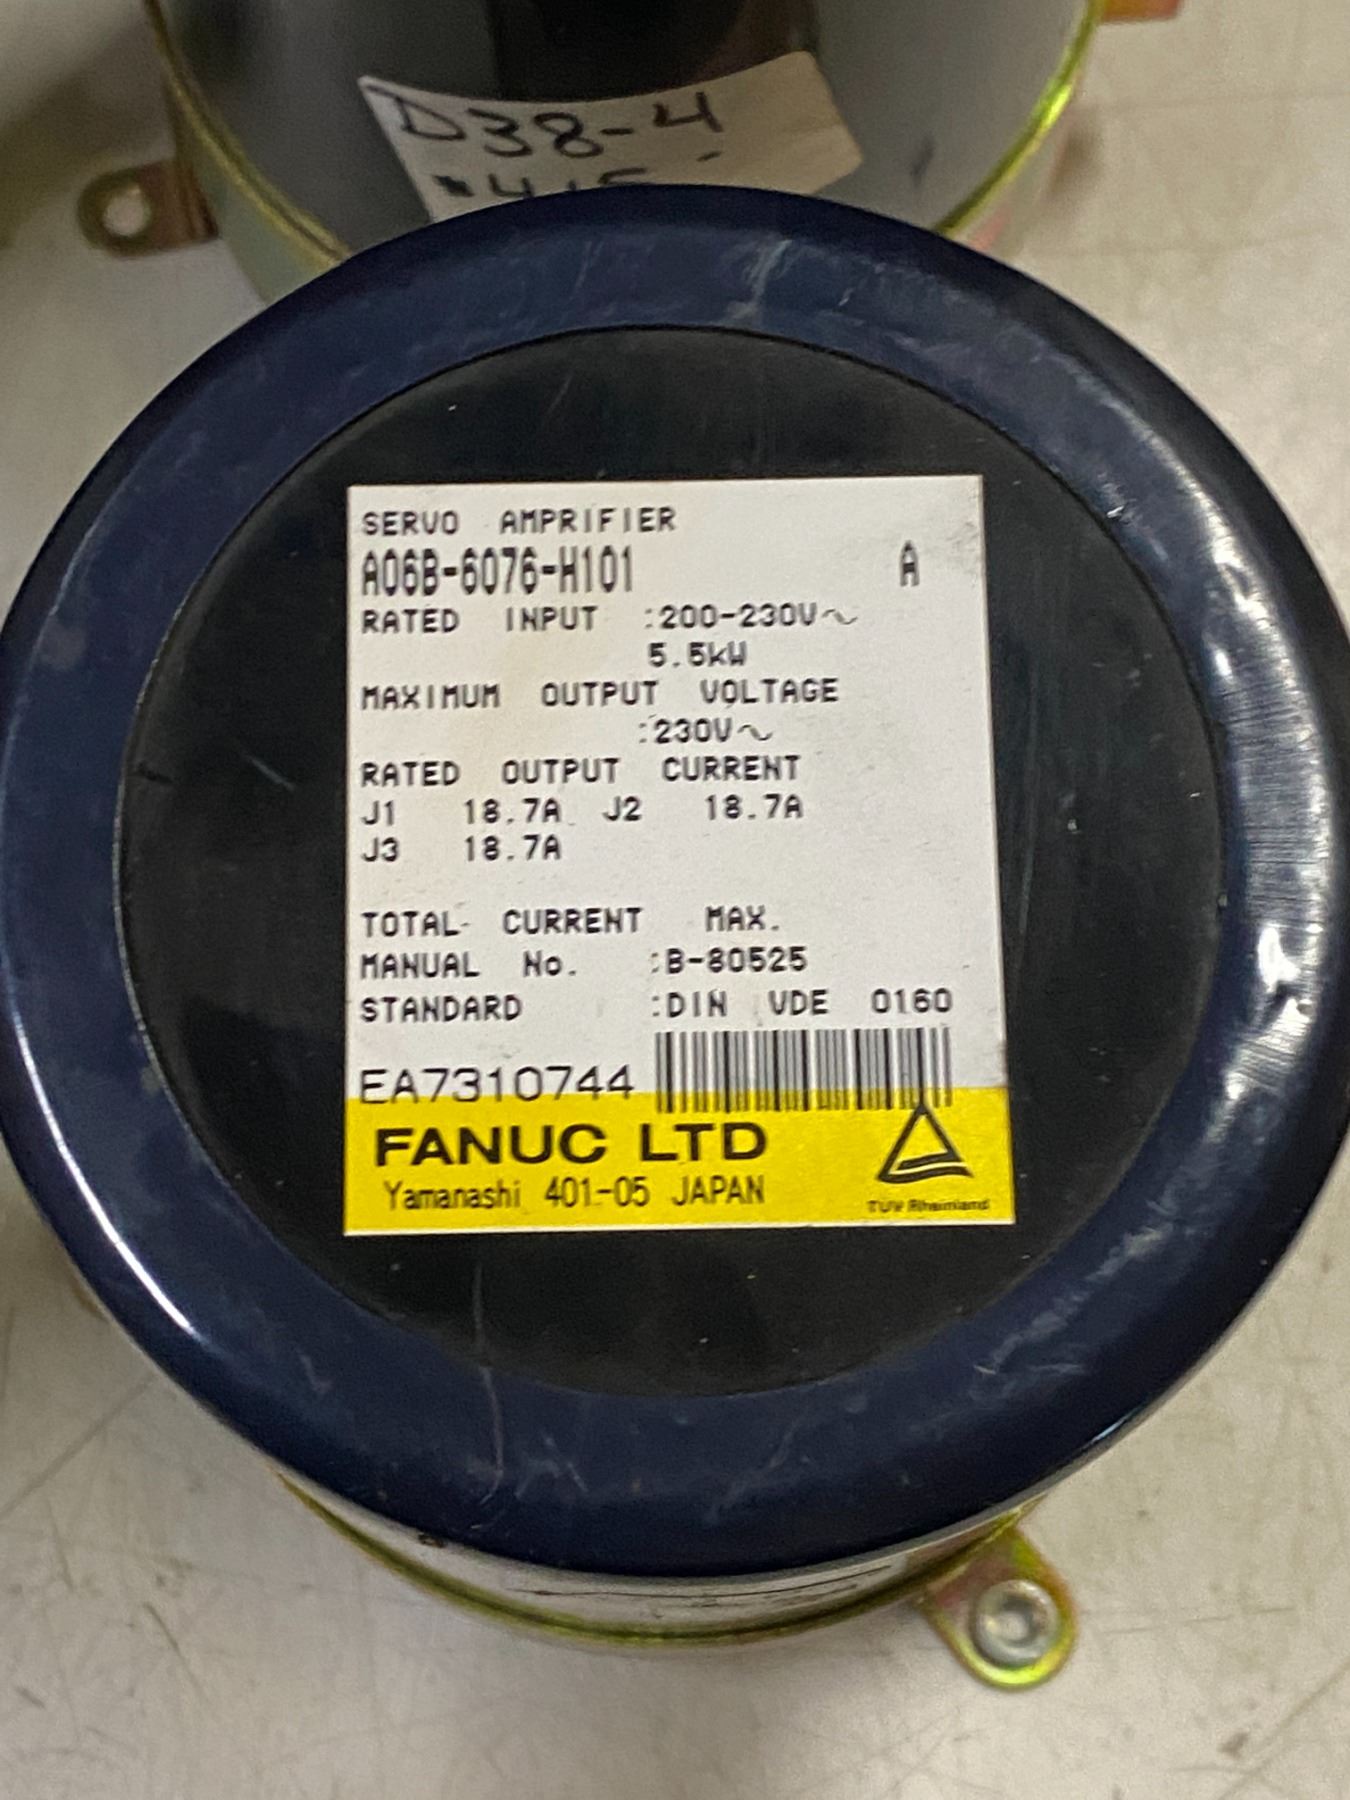 D38-4
SERVO AMPRIFIER
A06B-6076-H101 A
RATED INPUT :200-230V~
5.5kW
MAXIMUM OUTPUT VOLTAGE
:230V~
RATED OUTPUT CURRENT
J1 18.7A J2 18.7A
J3 18.7A
TOTAL CURRENT MAX.
MANUAL No. :B-80525
STANDARD :DIN VDE 0160
EA7310744
FANUC LTD
Yamanashi 401-05 JAPAN
TÜV Rheinland